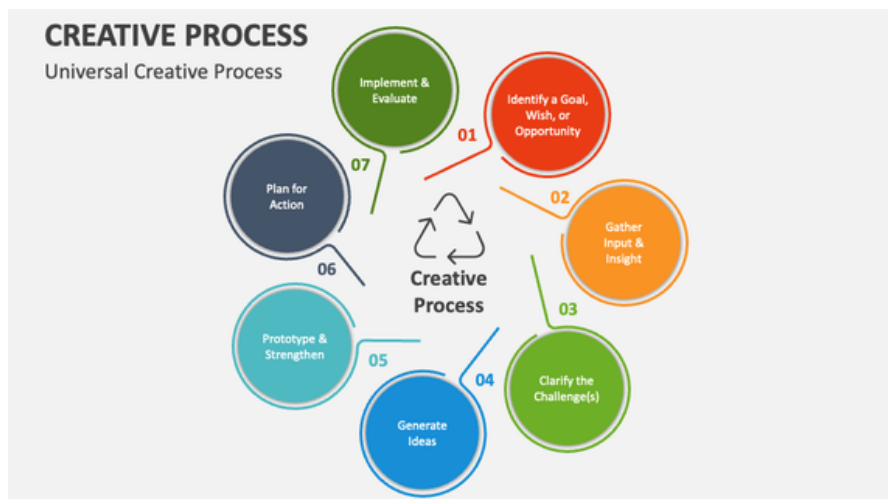 CREATIVE PROCESS
Universal Creative Process
Identify a Goal,
Wish, or
Opportunity
01
02
Gather
Input &
Insight
03
Clarify the
Challenge(s)
04
Generate
Ideas
05
Prototype &
Strengthen
06
Plan for
Action
07
Implement &
Evaluate
Creative
Process